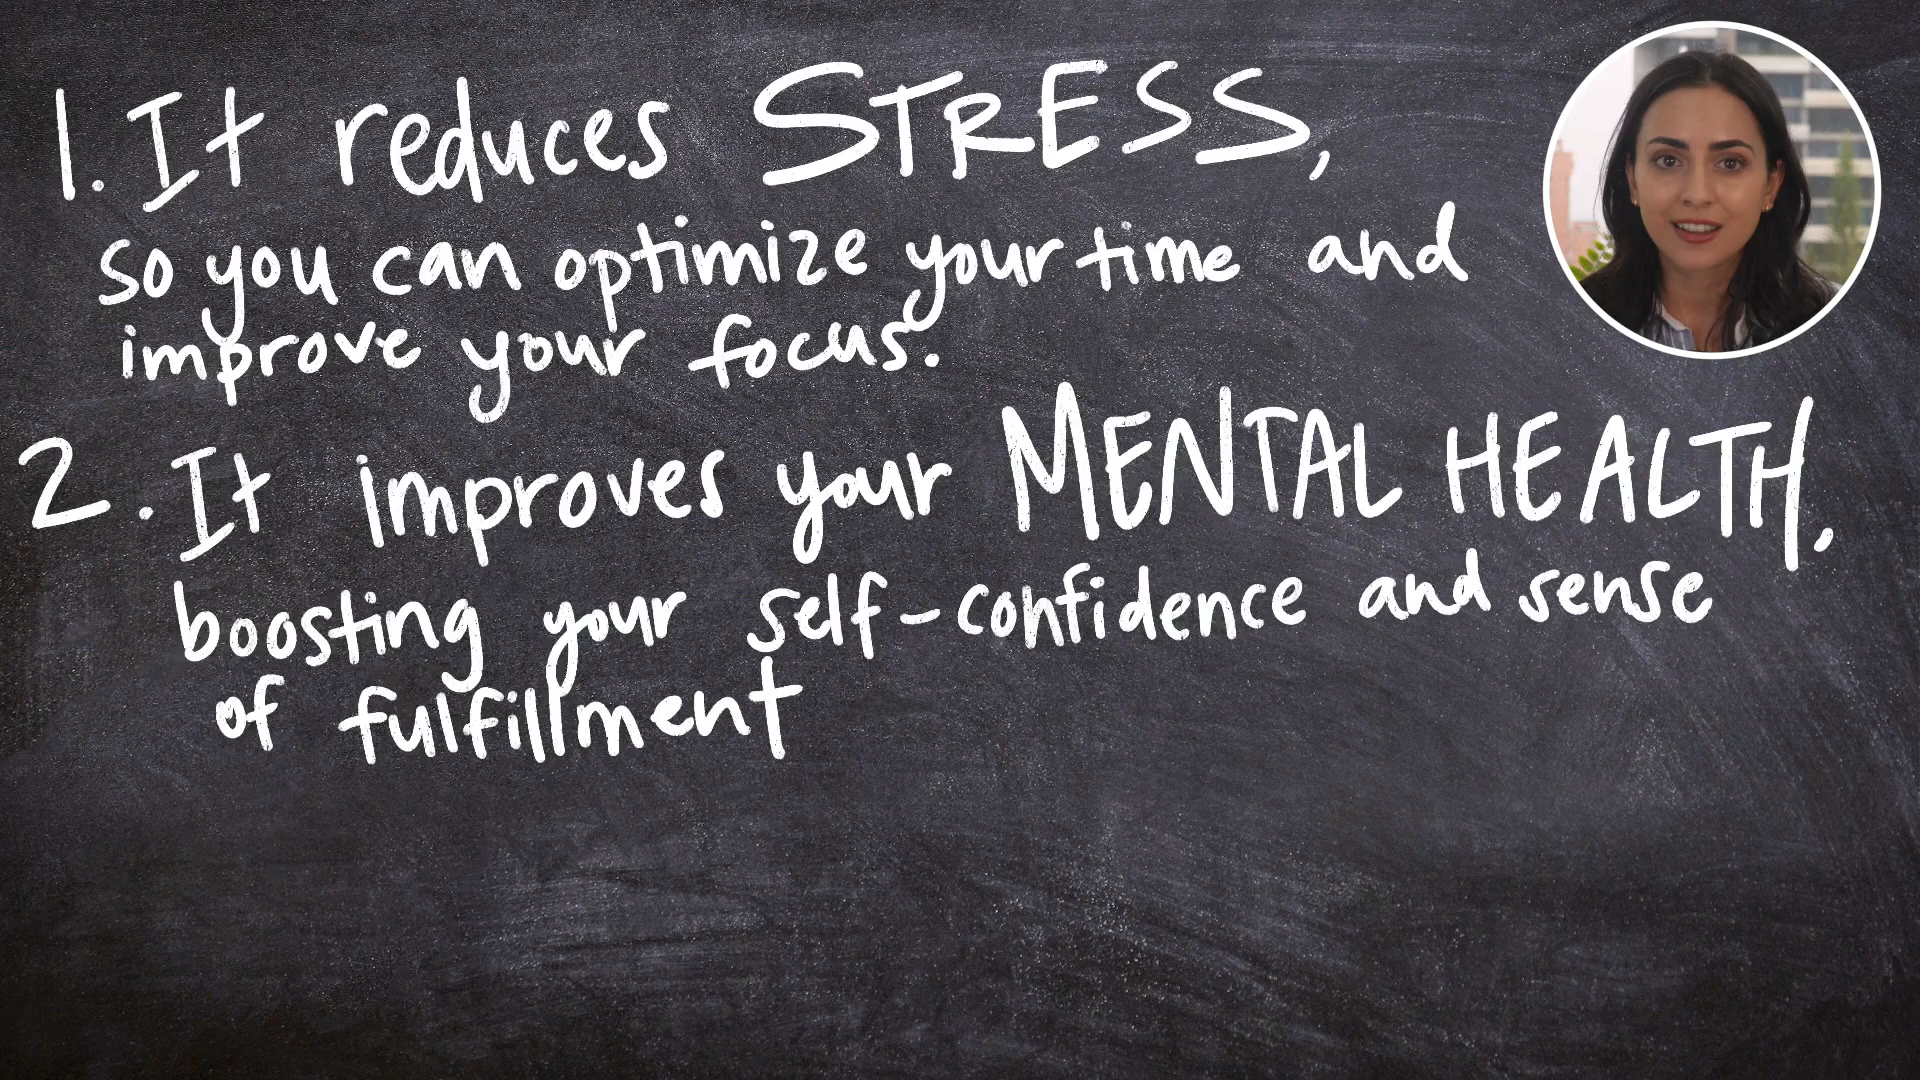 1. It reduces STRESS,
so you can optimize your time and
improve your focus.
2. It improves your MENTAL HEALTH,
boosting your self-confidence and sense
of fulfillment